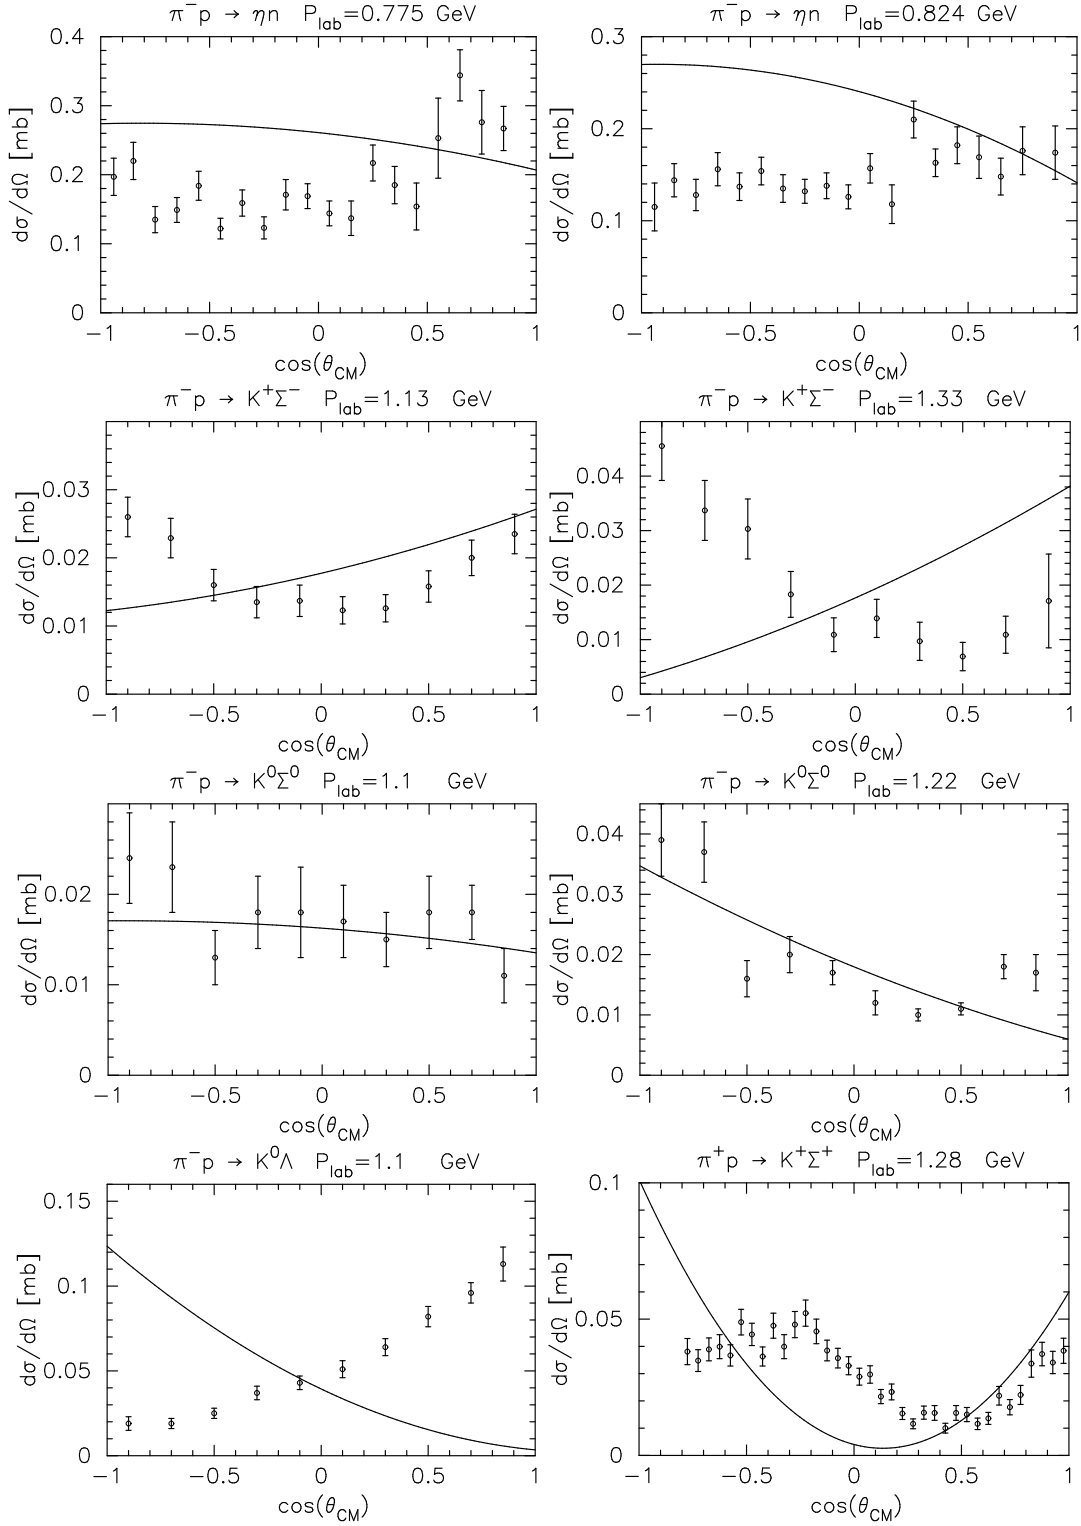 π⁻p → ηn P_lab=0.775 GeV
dσ/dΩ [mb]
0.4
0.3
0.2
0.1
0
−1 −0.5 0 0.5 1
cos(θ_CM)
π⁻p → ηn P_lab=0.824 GeV
dσ/dΩ [mb]
0.3
0.2
0.1
0
−1 −0.5 0 0.5 1
cos(θ_CM)
π⁻p → K⁺Σ⁻ P_lab=1.13 GeV
dσ/dΩ [mb]
0.03
0.02
0.01
0
−1 −0.5 0 0.5 1
cos(θ_CM)
π⁻p → K⁺Σ⁻ P_lab=1.33 GeV
dσ/dΩ [mb]
0.04
0.03
0.02
0.01
0
−1 −0.5 0 0.5 1
cos(θ_CM)
π⁻p → K⁰Σ⁰ P_lab=1.1 GeV
dσ/dΩ [mb]
0.02
0.01
0
−1 −0.5 0 0.5 1
cos(θ_CM)
π⁻p → K⁰Σ⁰ P_lab=1.22 GeV
dσ/dΩ [mb]
0.04
0.03
0.02
0.01
0
−1 −0.5 0 0.5 1
cos(θ_CM)
π⁻p → K⁰Λ P_lab=1.1 GeV
dσ/dΩ [mb]
0.15
0.1
0.05
0
−1 −0.5 0 0.5 1
cos(θ_CM)
π⁺p → K⁺Σ⁺ P_lab=1.28 GeV
dσ/dΩ [mb]
0.1
0.05
0
−1 −0.5 0 0.5 1
cos(θ_CM)